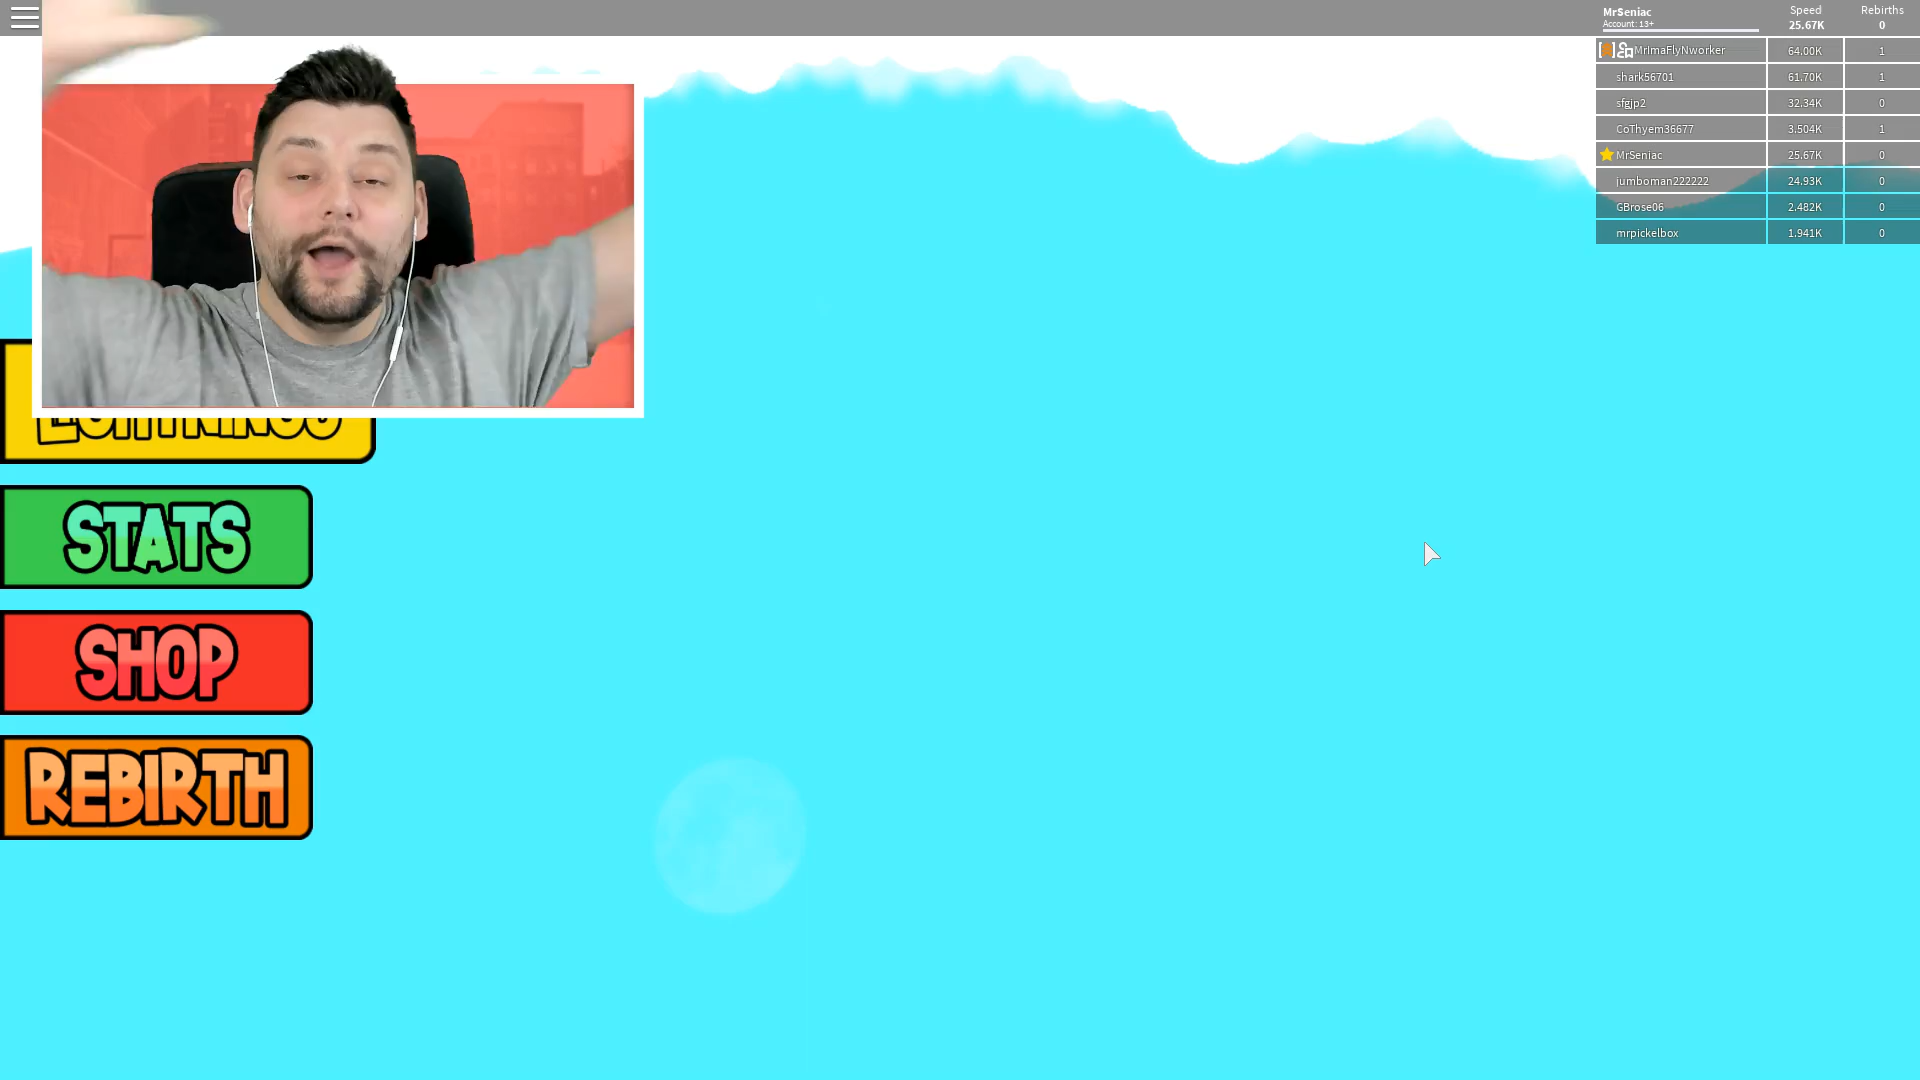 MrSeniac
Account: 13+
Speed
25.67K
Rebirths
0
MrImaFlyNworker 64.00K 1
shark56701 61.70K 1
sfgjp2 32.34K 0
CoThyem36677 3.504K 1
MrSeniac 25.67K 0
jumboman222222 24.93K 0
GBrose06 2.482K 0
mrpickelbox 1.941K 0
STATS
SHOP
REBIRTH